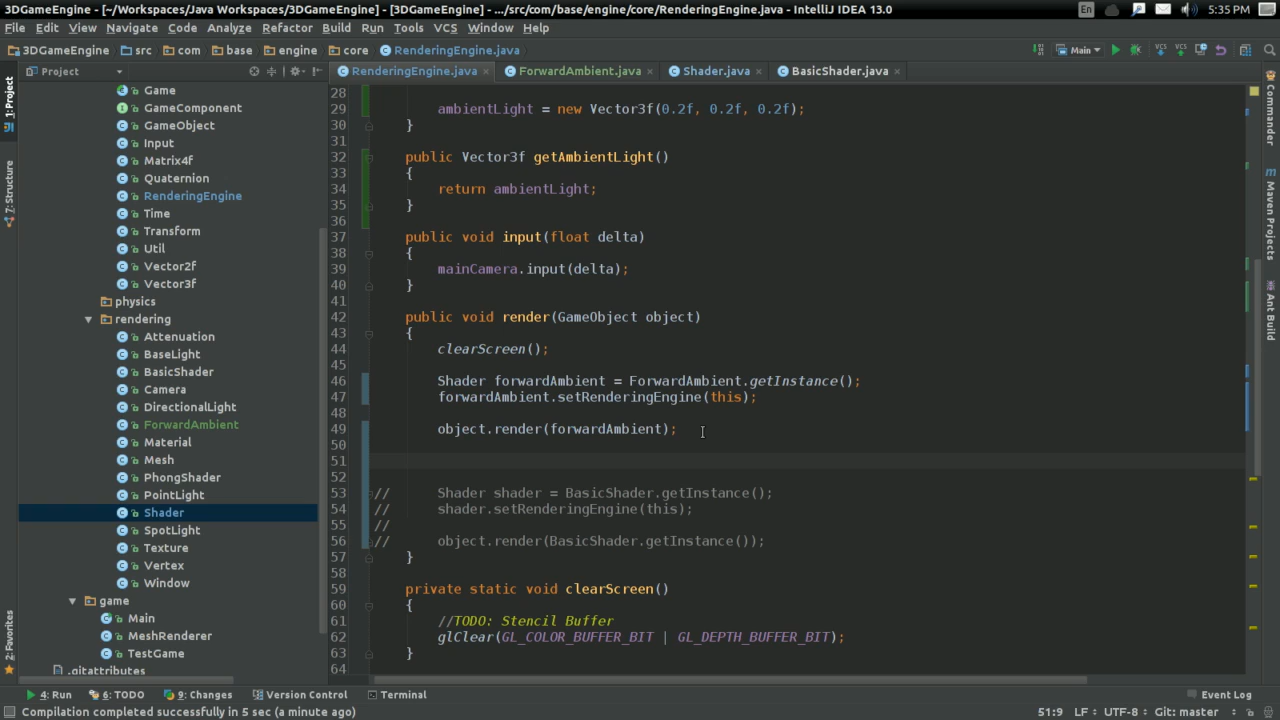 3DGameEngine - [~/Workspaces/Java Workspaces/3DGameEngine] - [3DGameEngine] - .../src/com/base/engine/core/RenderingEngine.java - IntelliJ IDEA 13.0
En
5:35 PM
File Edit View Navigate Code Analyze Refactor Build Run Tools VCS Window Help
3DGameEngine src com base engine core RenderingEngine.java
Main
Project
RenderingEngine.java
ForwardAmbient.java
Shader.java
BasicShader.java
1: Project
7: Structure
2: Favorites
Game
GameComponent
GameObject
Input
Matrix4f
Quaternion
RenderingEngine
Time
Transform
Util
Vector2f
Vector3f
physics
rendering
Attenuation
BaseLight
BasicShader
Camera
DirectionalLight
ForwardAmbient
Material
Mesh
PhongShader
PointLight
Shader
SpotLight
Texture
Vertex
Window
game
Main
MeshRenderer
TestGame
.gitattributes
28
29 ambientLight = new Vector3f(0.2f, 0.2f, 0.2f);
30 }
31
32 public Vector3f getAmbientLight()
33 {
34 return ambientLight;
35 }
36
37 public void input(float delta)
38 {
39 mainCamera.input(delta);
40 }
41
42 public void render(GameObject object)
43 {
44 clearScreen();
45
46 Shader forwardAmbient = ForwardAmbient.getInstance();
47 forwardAmbient.setRenderingEngine(this);
48
49 object.render(forwardAmbient);
50
51
52
53 // Shader shader = BasicShader.getInstance();
54 // shader.setRenderingEngine(this);
55 //
56 // object.render(BasicShader.getInstance());
57 }
58
59 private static void clearScreen()
60 {
61 //TODO: Stencil Buffer
62 glClear(GL_COLOR_BUFFER_BIT | GL_DEPTH_BUFFER_BIT);
63 }
64
Commander
Maven Projects
Ant Build
4: Run 6: TODO 9: Changes Version Control Terminal
Event Log
Compilation completed successfully in 5 sec (a minute ago)
51:9 LF UTF-8 Git: master